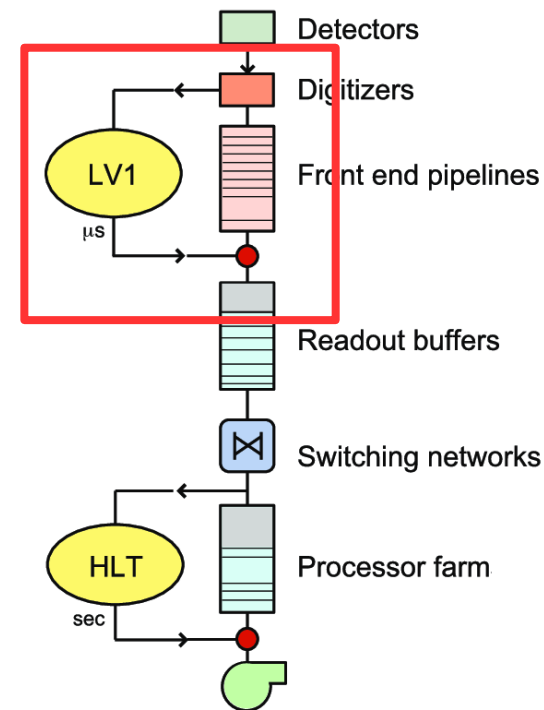 Detectors
Digitizers
LV1
Front end pipelines
μs
Readout buffers
Switching networks
HLT
Processor farm
sec